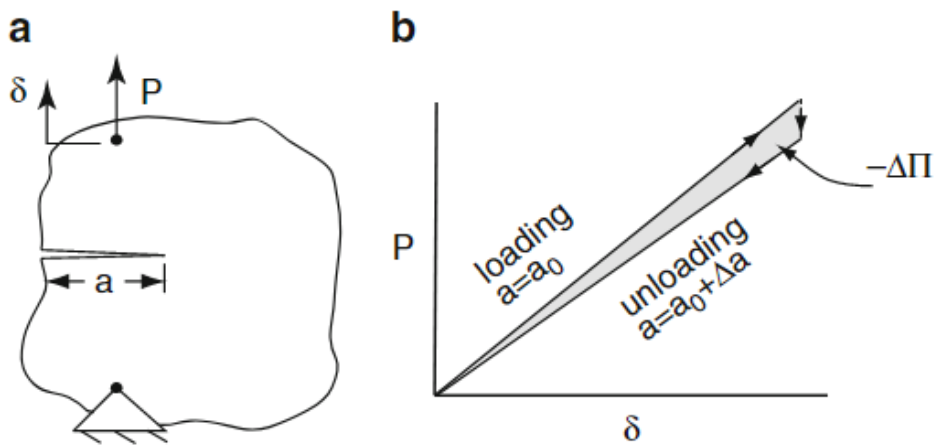 a
δ
P
a
b
P
loading
a=a₀
unloading
a=a₀+Δa
−ΔΠ
δ